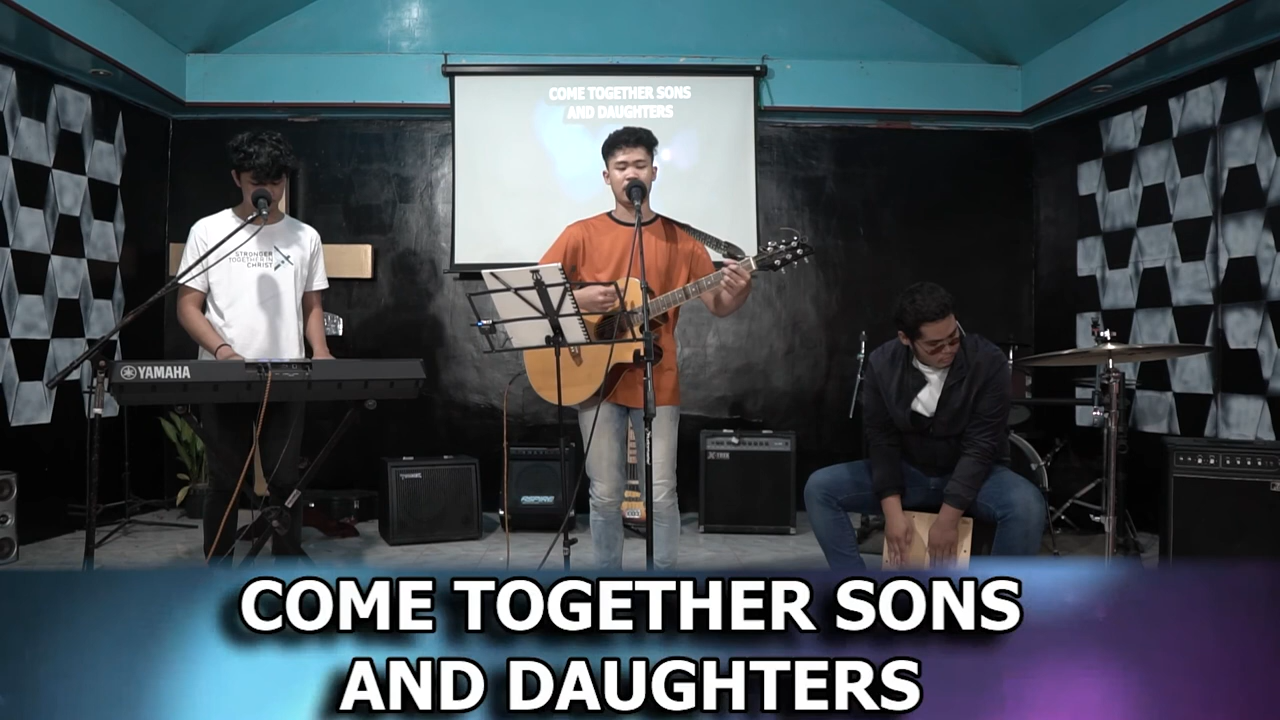 COME TOGETHER SONS
AND DAUGHTERS
STRONGER
TOGETHER IN
CHRIST
YAMAHA
COME TOGETHER SONS
AND DAUGHTERS